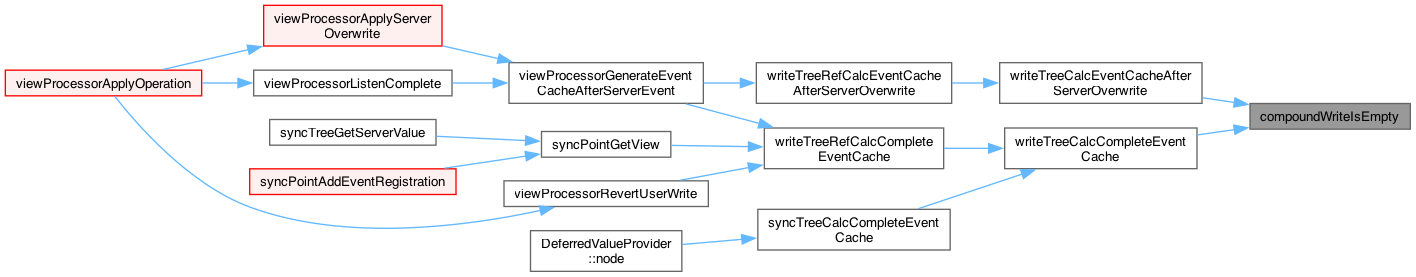 viewProcessorApplyServer
Overwrite
viewProcessorApplyOperation
viewProcessorListenComplete
viewProcessorGenerateEvent
CacheAfterServerEvent
writeTreeRefCalcEventCache
AfterServerOverwrite
writeTreeCalcEventCacheAfter
ServerOverwrite
compoundWriteIsEmpty
syncTreeGetServerValue
syncPointGetView
writeTreeRefCalcComplete
EventCache
writeTreeCalcCompleteEvent
Cache
syncPointAddEventRegistration
viewProcessorRevertUserWrite
syncTreeCalcCompleteEvent
Cache
DeferredValueProvider
::node